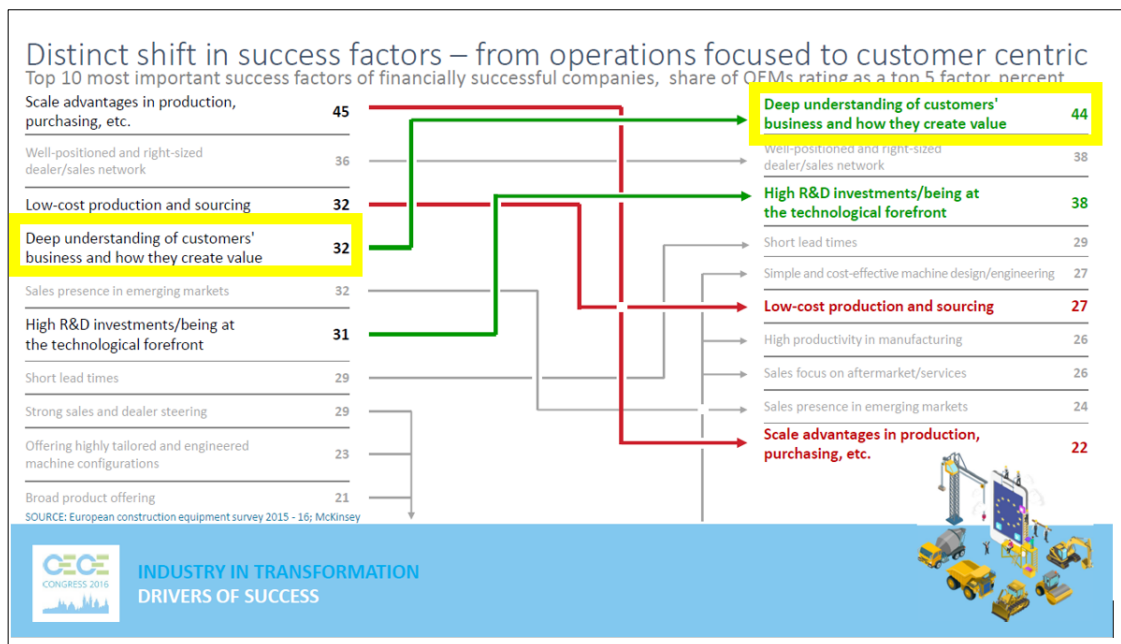 Distinct shift in success factors – from operations focused to customer centric
Top 10 most important success factors of financially successful companies, share of OEMs rating as a top 5 factor, percent
Scale advantages in production,
purchasing, etc.
45
Well-positioned and right-sized
dealer/sales network
36
Low-cost production and sourcing
32
Deep understanding of customers'
business and how they create value
32
Sales presence in emerging markets
32
High R&D investments/being at
the technological forefront
31
Short lead times
29
Strong sales and dealer steering
29
Offering highly tailored and engineered
machine configurations
23
Broad product offering
21
Deep understanding of customers'
business and how they create value
44
Well-positioned and right-sized
dealer/sales network
38
High R&D investments/being at
the technological forefront
38
Short lead times
29
Simple and cost-effective machine design/engineering
27
Low-cost production and sourcing
27
High productivity in manufacturing
26
Sales focus on aftermarket/services
26
Sales presence in emerging markets
24
Scale advantages in production,
purchasing, etc.
22
SOURCE: European construction equipment survey 2015 - 16; McKinsey
CECE
CONGRESS 2016
INDUSTRY IN TRANSFORMATION
DRIVERS OF SUCCESS